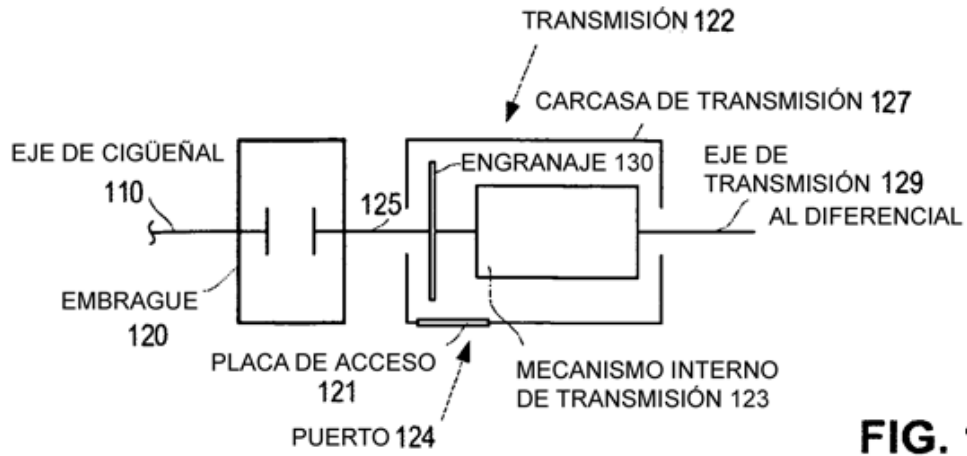 TRANSMISIÓN 122
CARCASA DE TRANSMISIÓN 127
EJE DE CIGÜEÑAL
110
ENGRANAJE 130
EJE DE
TRANSMISIÓN 129
AL DIFERENCIAL
125
EMBRAGUE
120
PLACA DE ACCESO
121
MECANISMO INTERNO
DE TRANSMISIÓN 123
PUERTO 124
FIG.